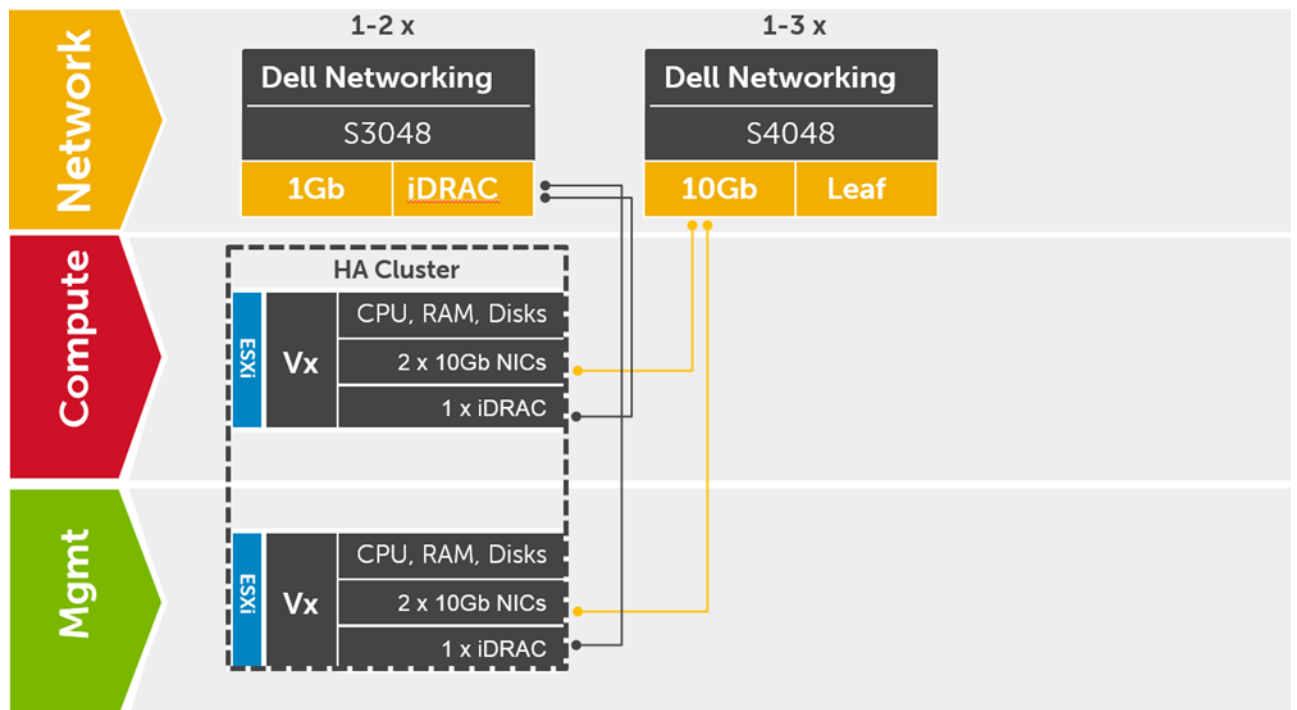 Network
1-2 x
Dell Networking
S3048
1Gb
iDRAC
1-3 x
Dell Networking
S4048
10Gb
Leaf
Compute
HA Cluster
ESXi
Vx
CPU, RAM, Disks
2 x 10Gb NICs
1 x iDRAC
Mgmt
ESXi
Vx
CPU, RAM, Disks
2 x 10Gb NICs
1 x iDRAC